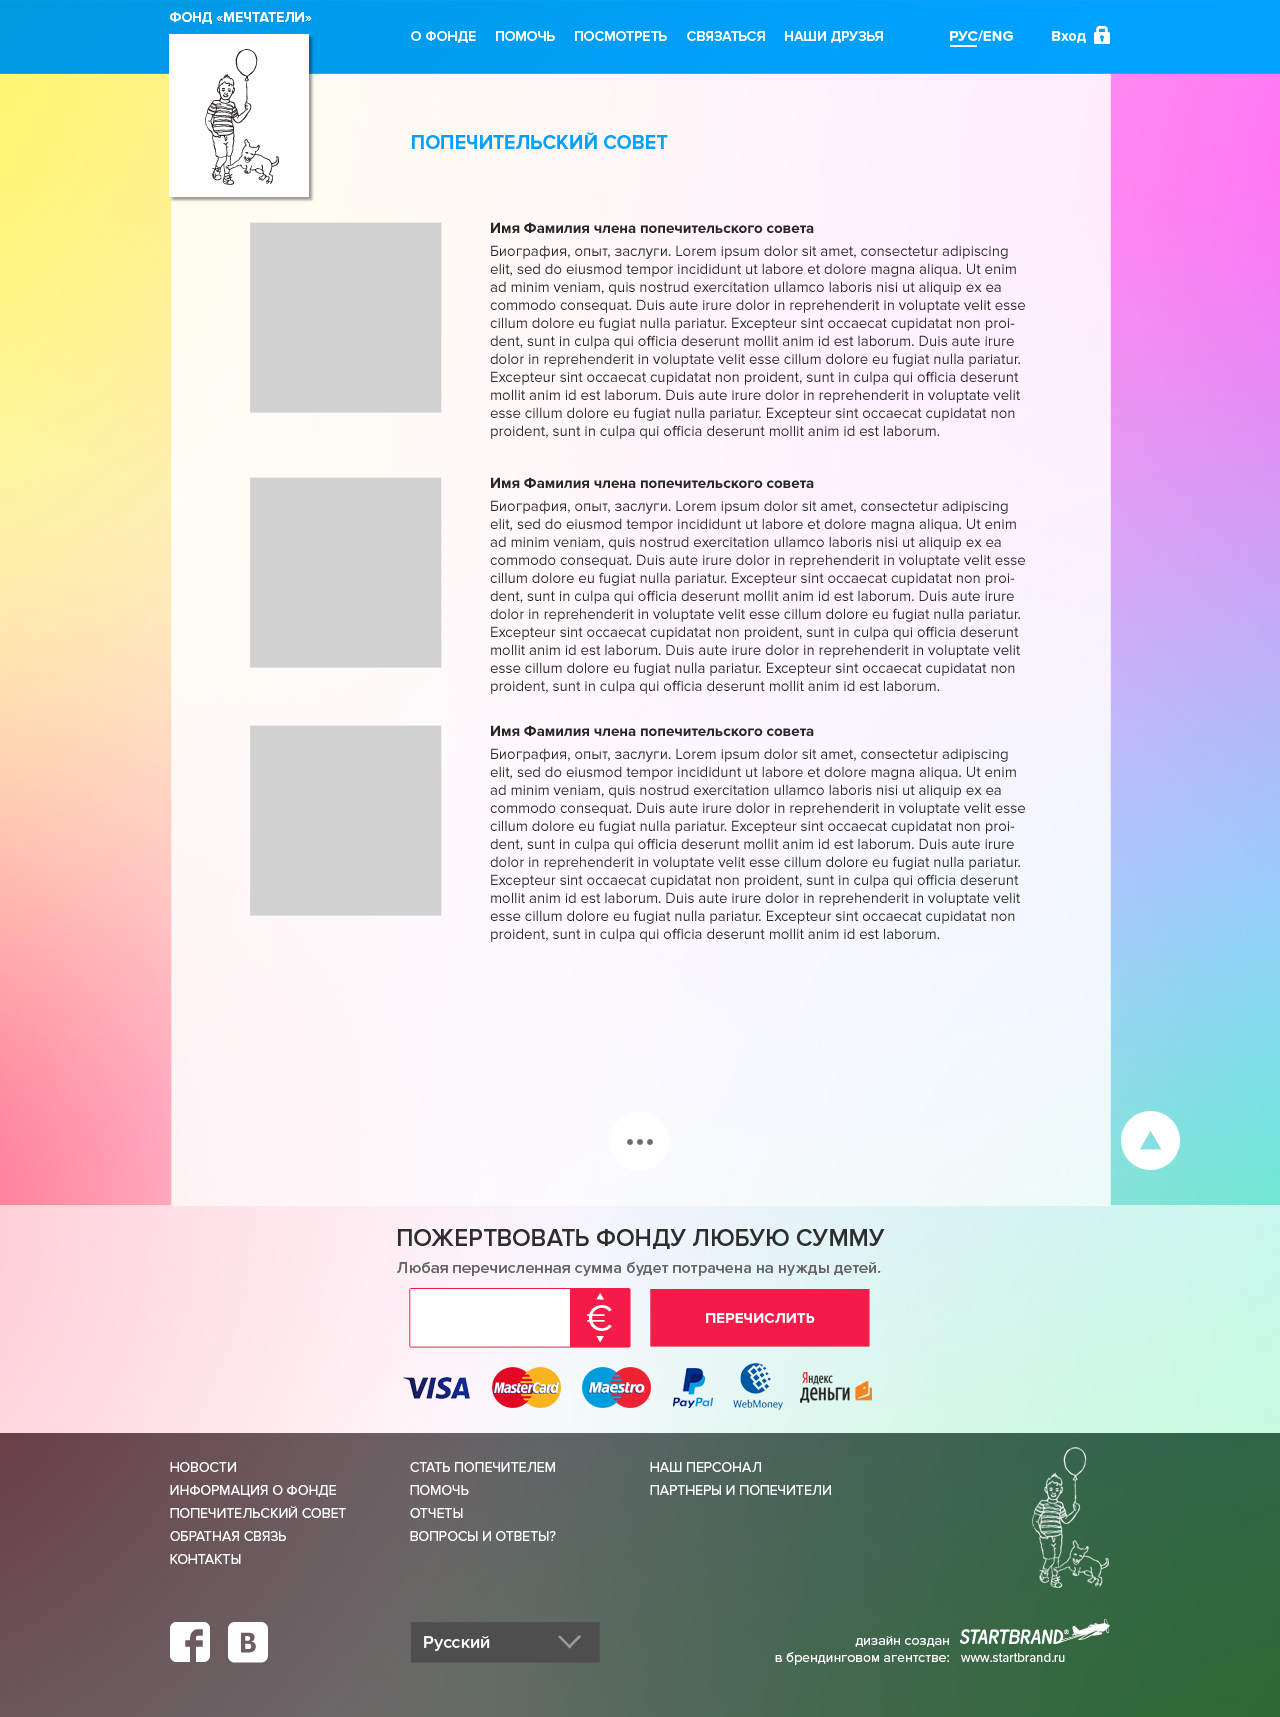 ФОНД «МЕЧТАТЕЛИ»
О ФОНДЕ ПОМОЧЬ ПОСМОТРЕТЬ СВЯЗАТЬСЯ НАШИ ДРУЗЬЯ РУС/ENG Вход
ПОПЕЧИТЕЛЬСКИЙ СОВЕТ
Имя Фамилия члена попечительского совета
Биография, опыт, заслуги. Lorem ipsum dolor sit amet, consectetur adipiscing
elit, sed do eiusmod tempor incididunt ut labore et dolore magna aliqua. Ut enim
ad minim veniam, quis nostrud exercitation ullamco laboris nisi ut aliquip ex ea
commodo consequat. Duis aute irure dolor in reprehenderit in voluptate velit esse
cillum dolore eu fugiat nulla pariatur. Excepteur sint occaecat cupidatat non proi-
dent, sunt in culpa qui officia deserunt mollit anim id est laborum. Duis aute irure
dolor in reprehenderit in voluptate velit esse cillum dolore eu fugiat nulla pariatur.
Excepteur sint occaecat cupidatat non proident, sunt in culpa qui officia deserunt
mollit anim id est laborum. Duis aute irure dolor in reprehenderit in voluptate velit
esse cillum dolore eu fugiat nulla pariatur. Excepteur sint occaecat cupidatat non
proident, sunt in culpa qui officia deserunt mollit anim id est laborum.
Имя Фамилия члена попечительского совета
Биография, опыт, заслуги. Lorem ipsum dolor sit amet, consectetur adipiscing
elit, sed do eiusmod tempor incididunt ut labore et dolore magna aliqua. Ut enim
ad minim veniam, quis nostrud exercitation ullamco laboris nisi ut aliquip ex ea
commodo consequat. Duis aute irure dolor in reprehenderit in voluptate velit esse
cillum dolore eu fugiat nulla pariatur. Excepteur sint occaecat cupidatat non proi-
dent, sunt in culpa qui officia deserunt mollit anim id est laborum. Duis aute irure
dolor in reprehenderit in voluptate velit esse cillum dolore eu fugiat nulla pariatur.
Excepteur sint occaecat cupidatat non proident, sunt in culpa qui officia deserunt
mollit anim id est laborum. Duis aute irure dolor in reprehenderit in voluptate velit
esse cillum dolore eu fugiat nulla pariatur. Excepteur sint occaecat cupidatat non
proident, sunt in culpa qui officia deserunt mollit anim id est laborum.
Имя Фамилия члена попечительского совета
Биография, опыт, заслуги. Lorem ipsum dolor sit amet, consectetur adipiscing
elit, sed do eiusmod tempor incididunt ut labore et dolore magna aliqua. Ut enim
ad minim veniam, quis nostrud exercitation ullamco laboris nisi ut aliquip ex ea
commodo consequat. Duis aute irure dolor in reprehenderit in voluptate velit esse
cillum dolore eu fugiat nulla pariatur. Excepteur sint occaecat cupidatat non proi-
dent, sunt in culpa qui officia deserunt mollit anim id est laborum. Duis aute irure
dolor in reprehenderit in voluptate velit esse cillum dolore eu fugiat nulla pariatur.
Excepteur sint occaecat cupidatat non proident, sunt in culpa qui officia deserunt
mollit anim id est laborum. Duis aute irure dolor in reprehenderit in voluptate velit
esse cillum dolore eu fugiat nulla pariatur. Excepteur sint occaecat cupidatat non
proident, sunt in culpa qui officia deserunt mollit anim id est laborum.
ПОЖЕРТВОВАТЬ ФОНДУ ЛЮБУЮ СУММУ
Любая перечисленная сумма будет потрачена на нужды детей.
€ ПЕРЕЧИСЛИТЬ
VISA MasterCard Maestro PayPal WebMoney Яндекс деньги
НОВОСТИ
ИНФОРМАЦИЯ О ФОНДЕ
ПОПЕЧИТЕЛЬСКИЙ СОВЕТ
ОБРАТНАЯ СВЯЗЬ
КОНТАКТЫ
СТАТЬ ПОПЕЧИТЕЛЕМ
ПОМОЧЬ
ОТЧЕТЫ
ВОПРОСЫ И ОТВЕТЫ?
НАШ ПЕРСОНАЛ
ПАРТНЕРЫ И ПОПЕЧИТЕЛИ
f В
Русский
дизайн создан
в брендинговом агентстве:
STARTBRAND®
www.startbrand.ru